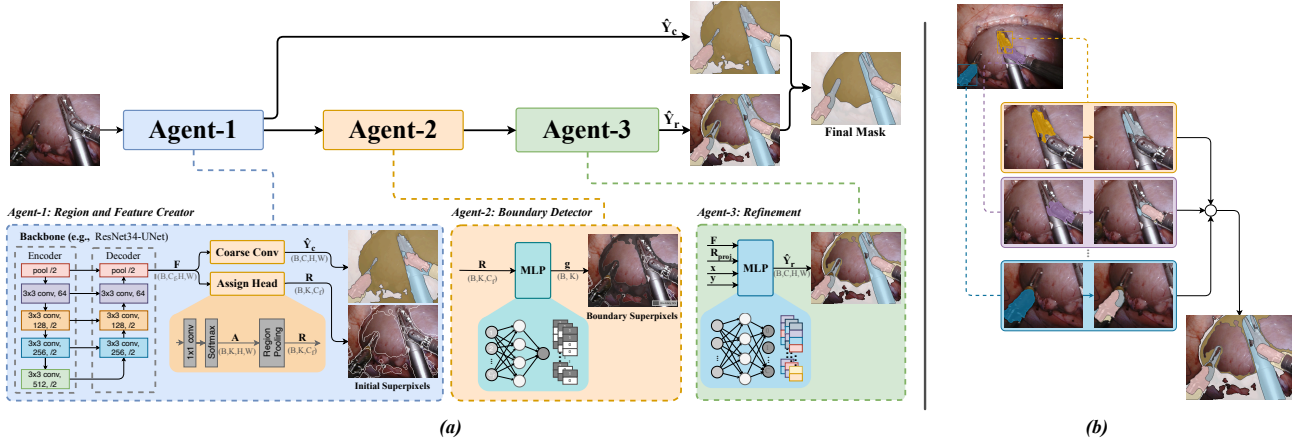 Ŷc
Agent-1
Agent-2
Agent-3
Ŷr
Final Mask
Agent-1: Region and Feature Creator
Backbone (e.g., ResNet34-UNet)
Encoder
Decoder
pool /2
pool /2
3x3 conv, 64
3x3 conv, 64
3x3 conv,
128, /2
3x3 conv,
128, /2
3x3 conv,
256, /2
3x3 conv,
256, /2
3x3 conv,
512, /2
F
(B,Cf,H,W)
Coarse Conv
Ŷc
(B,C,H,W)
Assign Head
R
(B,K,Cf)
1x1 conv
Softmax
A
(B,K,H,W)
Region
Pooling
R
(B,K,Cf)
Initial Superpixels
Agent-2: Boundary Detector
R
(B,K,Cf)
MLP
g
(B, K)
Boundary Superpixels
Agent-3: Refinement
F
Rproj
x
y
MLP
Ŷr
(B,C,H,W)
(a)
(b)